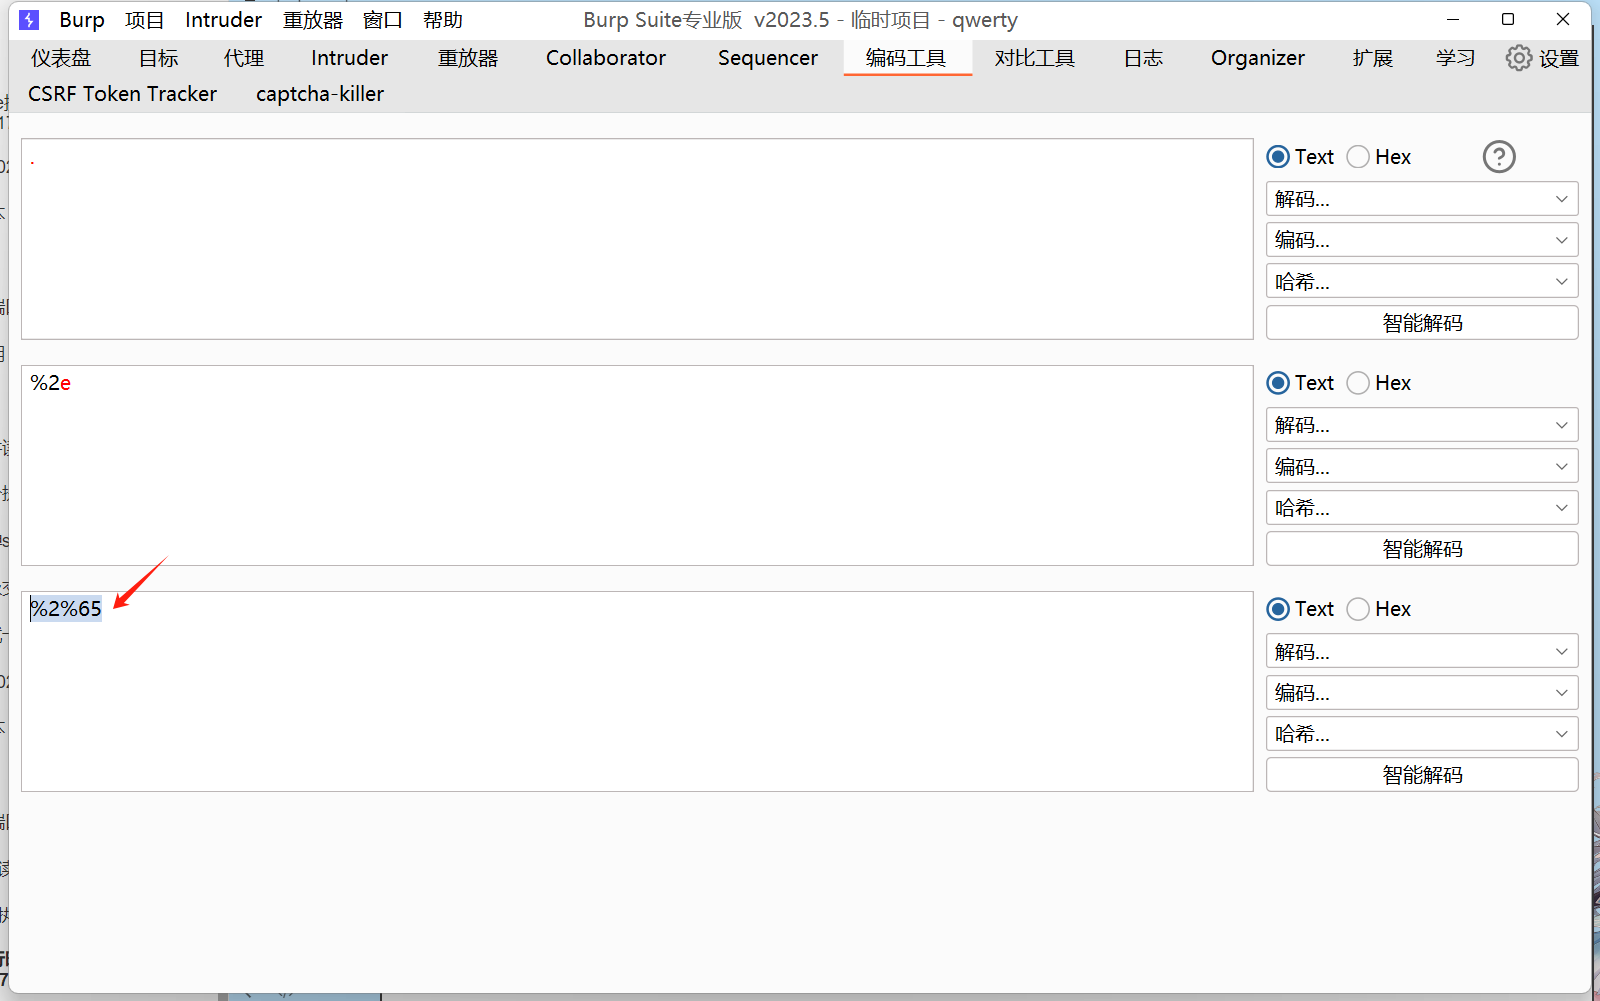 Burp 项目 Intruder 重放器 窗口 帮助 Burp Suite专业版 v2023.5 - 临时项目 - qwerty
仪表盘 目标 代理 Intruder 重放器 Collaborator Sequencer 编码工具 对比工具 日志 Organizer 扩展 学习 设置
CSRF Token Tracker captcha-killer
.
Text Hex ?
解码...
编码...
哈希...
智能解码
%2e
Text Hex
解码...
编码...
哈希...
智能解码
%2%65
Text Hex
解码...
编码...
哈希...
智能解码